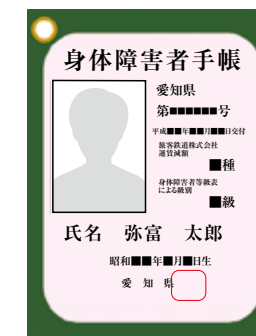 身体障害者手帳
愛知県
第■■■■■■号
平成■■年■■月■■日交付
旅客鉄道株式会社
運賃減額
■種
身体障害者等級表
による級別
■級
氏名 弥富 太郎
昭和■■年■月■日生
愛知県